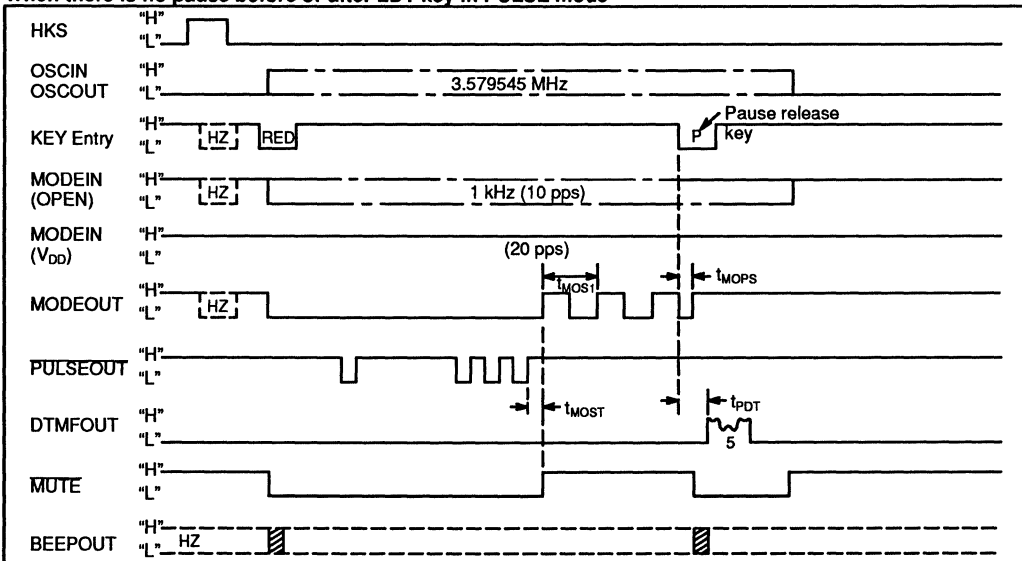 When there is no pause before or after LDT key in PULSE mode
HKS "H"
"L"
OSCIN "H"
OSCOUT "L"
3.579545 MHz
KEY Entry "H"
"L"
HZ
RED
P
Pause release
key
MODEIN "H"
(OPEN) "L"
HZ
1 kHz (10 pps)
MODEIN "H"
(VDD) "L"
(20 pps)
MODEOUT "H"
"L"
HZ
tMOS1
tMOPS
PULSEOUT "H"
"L"
tMOST
DTMFOUT "H"
"L"
tPDT
5
MUTE "H"
"L"
BEEPOUT "H"
"L"
HZ